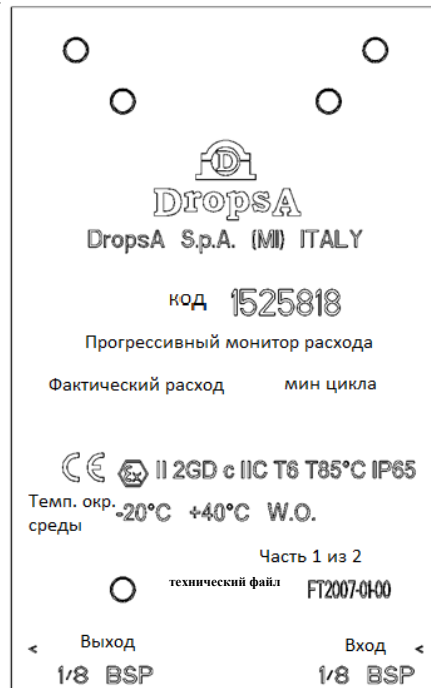 D
DropsA
DropsA S.p.A. (MI) ITALY
код 1525818
Прогрессивный монитор расхода
Фактический расход мин цикла
CE Ex II 2GD c IIC T6 T85°C IP65
Темп. окр. среды -20°C +40°C W.O.
Часть 1 из 2
технический файл FT2007-01-00
< Выход Вход <
1/8 BSP 1/8 BSP